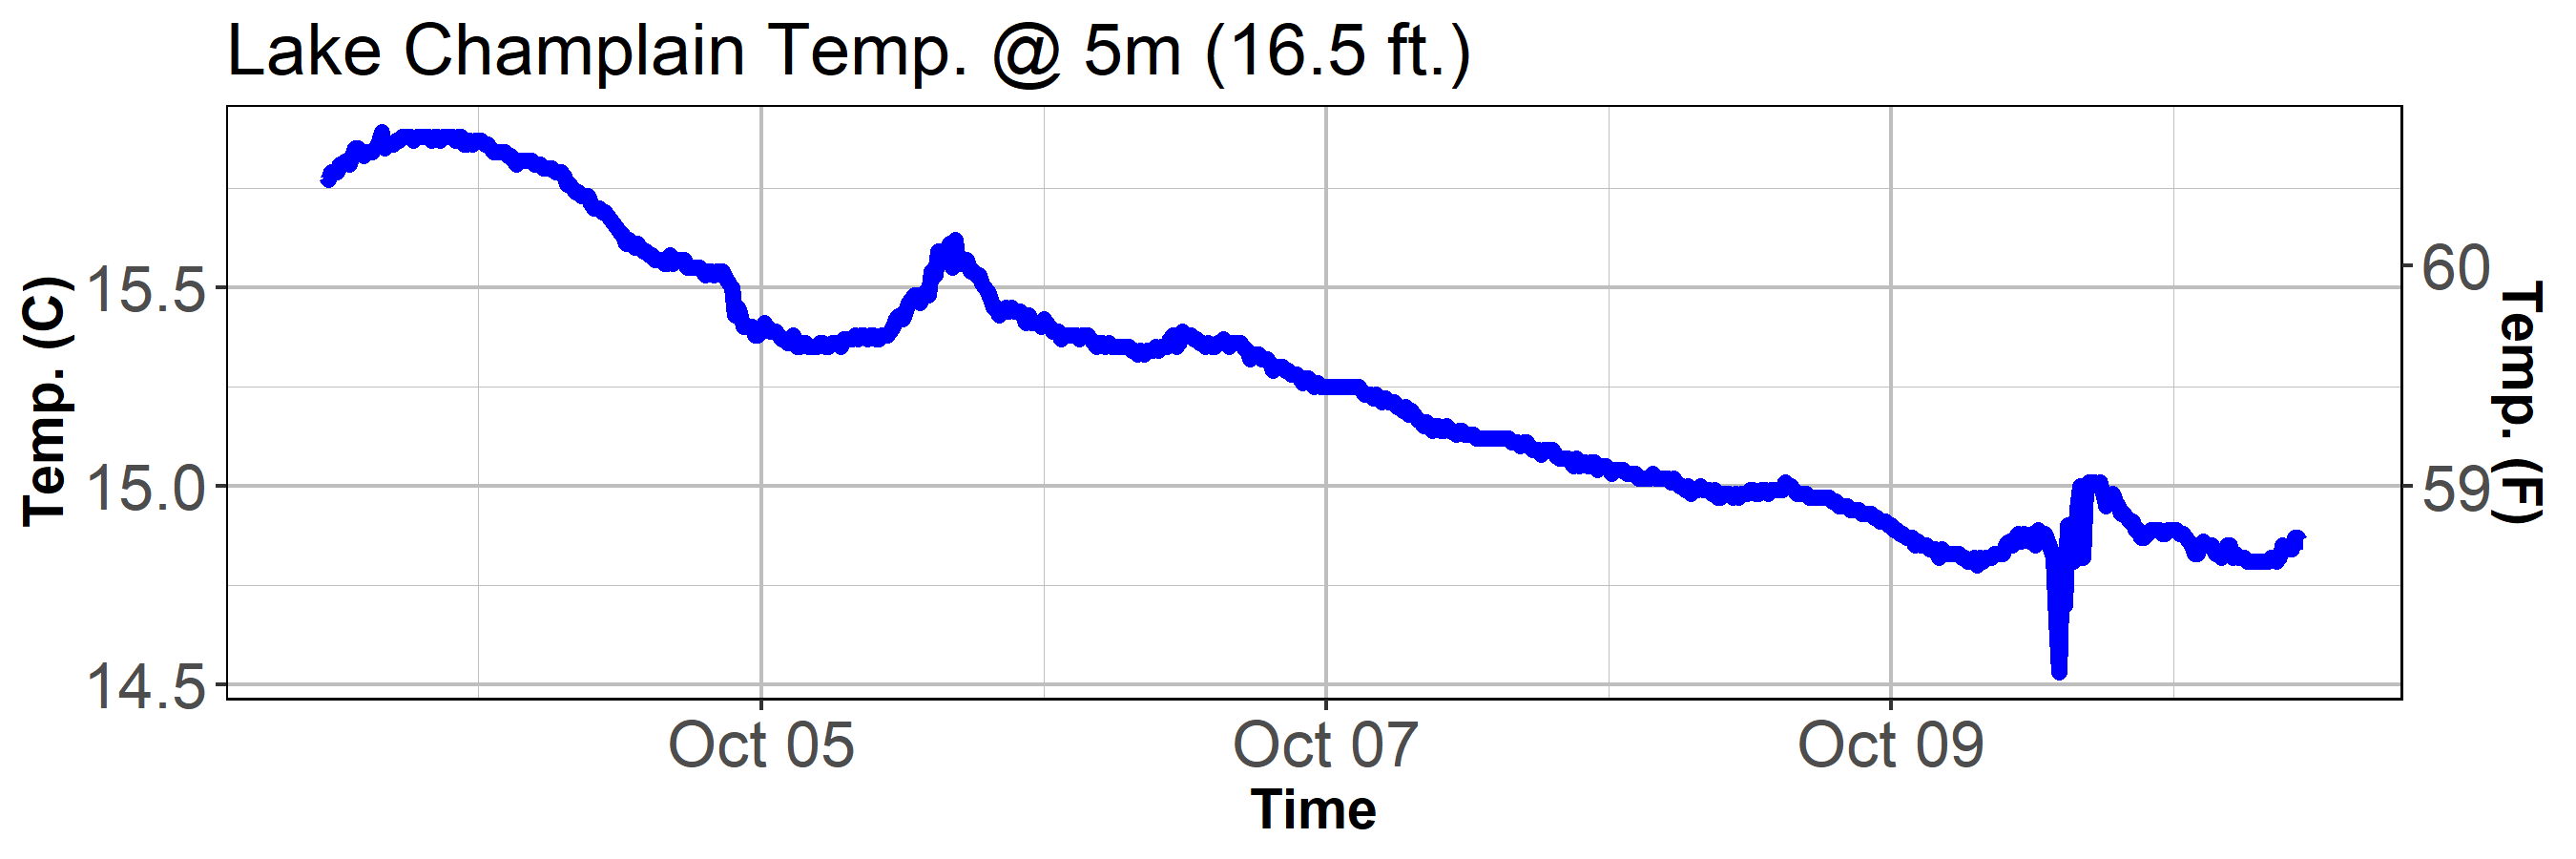 Lake Champlain Temp. @ 5m (16.5 ft.)
Temp. (C)
15.5
15.0
14.5
60
59
Temp. (F)
Oct 05
Oct 07
Oct 09
Time